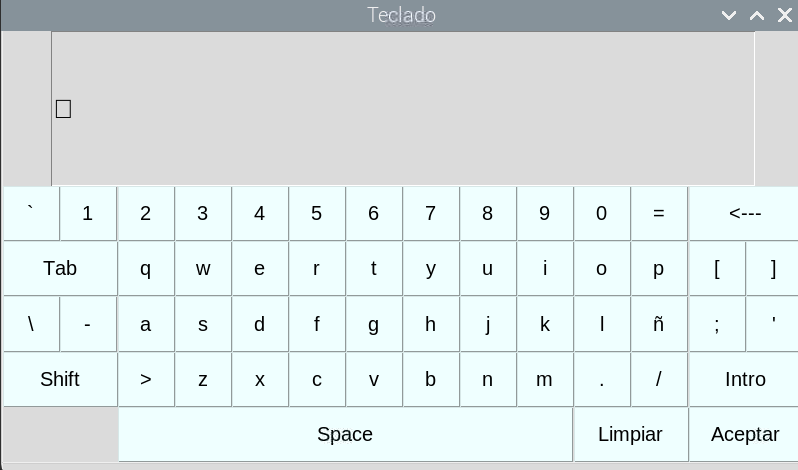 Teclado
` 1 2 3 4 5 6 7 8 9 0 = <---
Tab q w e r t y u i o p [ ]
\ - a s d f g h j k l ñ ; '
Shift > z x c v b n m . / Intro
Space Limpiar Aceptar